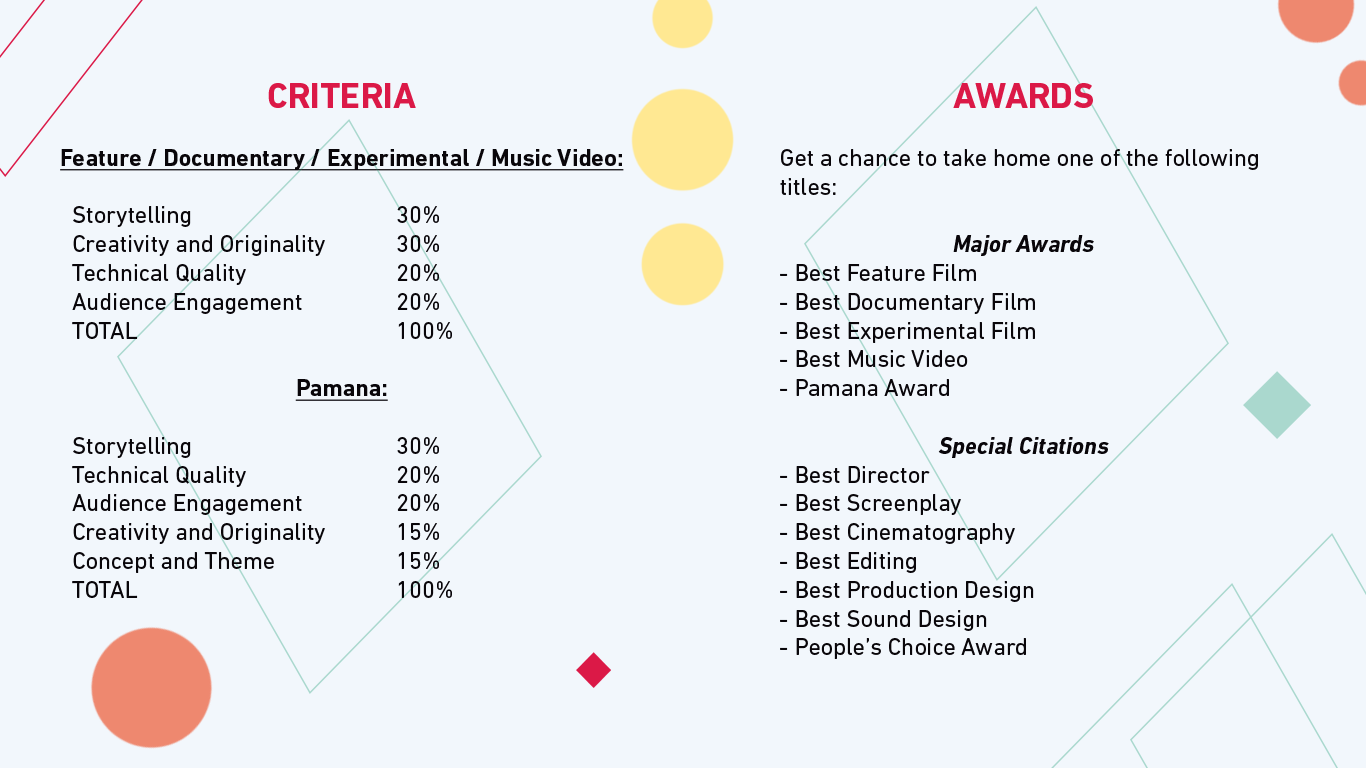 CRITERIA
Feature / Documentary / Experimental / Music Video:
Storytelling 30%
Creativity and Originality 30%
Technical Quality 20%
Audience Engagement 20%
TOTAL 100%
Pamana:
Storytelling 30%
Technical Quality 20%
Audience Engagement 20%
Creativity and Originality 15%
Concept and Theme 15%
TOTAL 100%
AWARDS
Get a chance to take home one of the following
titles:
Major Awards
- Best Feature Film
- Best Documentary Film
- Best Experimental Film
- Best Music Video
- Pamana Award
Special Citations
- Best Director
- Best Screenplay
- Best Cinematography
- Best Editing
- Best Production Design
- Best Sound Design
- People’s Choice Award